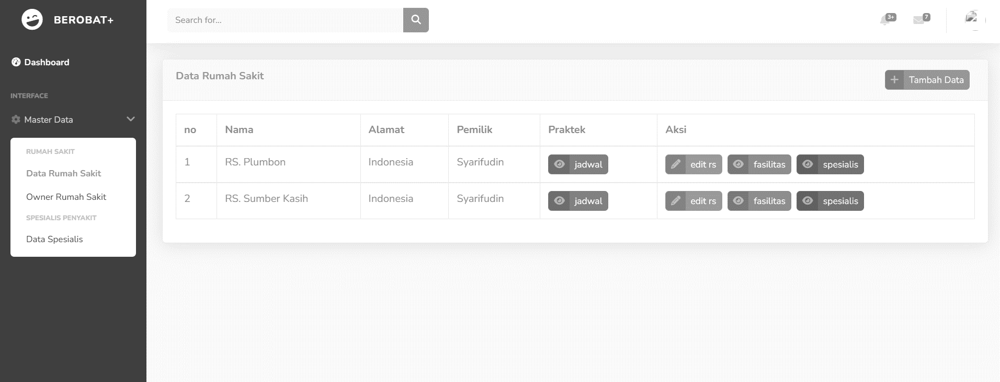 BEROBAT+
Search for...
3+
7
Dashboard
INTERFACE
Master Data
RUMAH SAKIT
Data Rumah Sakit
Owner Rumah Sakit
SPESIALIS PENYAKIT
Data Spesialis
Data Rumah Sakit
Tambah Data
no Nama Alamat Pemilik Praktek Aksi
1 RS. Plumbon Indonesia Syarifudin jadwal edit rs fasilitas spesialis
2 RS. Sumber Kasih Indonesia Syarifudin jadwal edit rs fasilitas spesialis